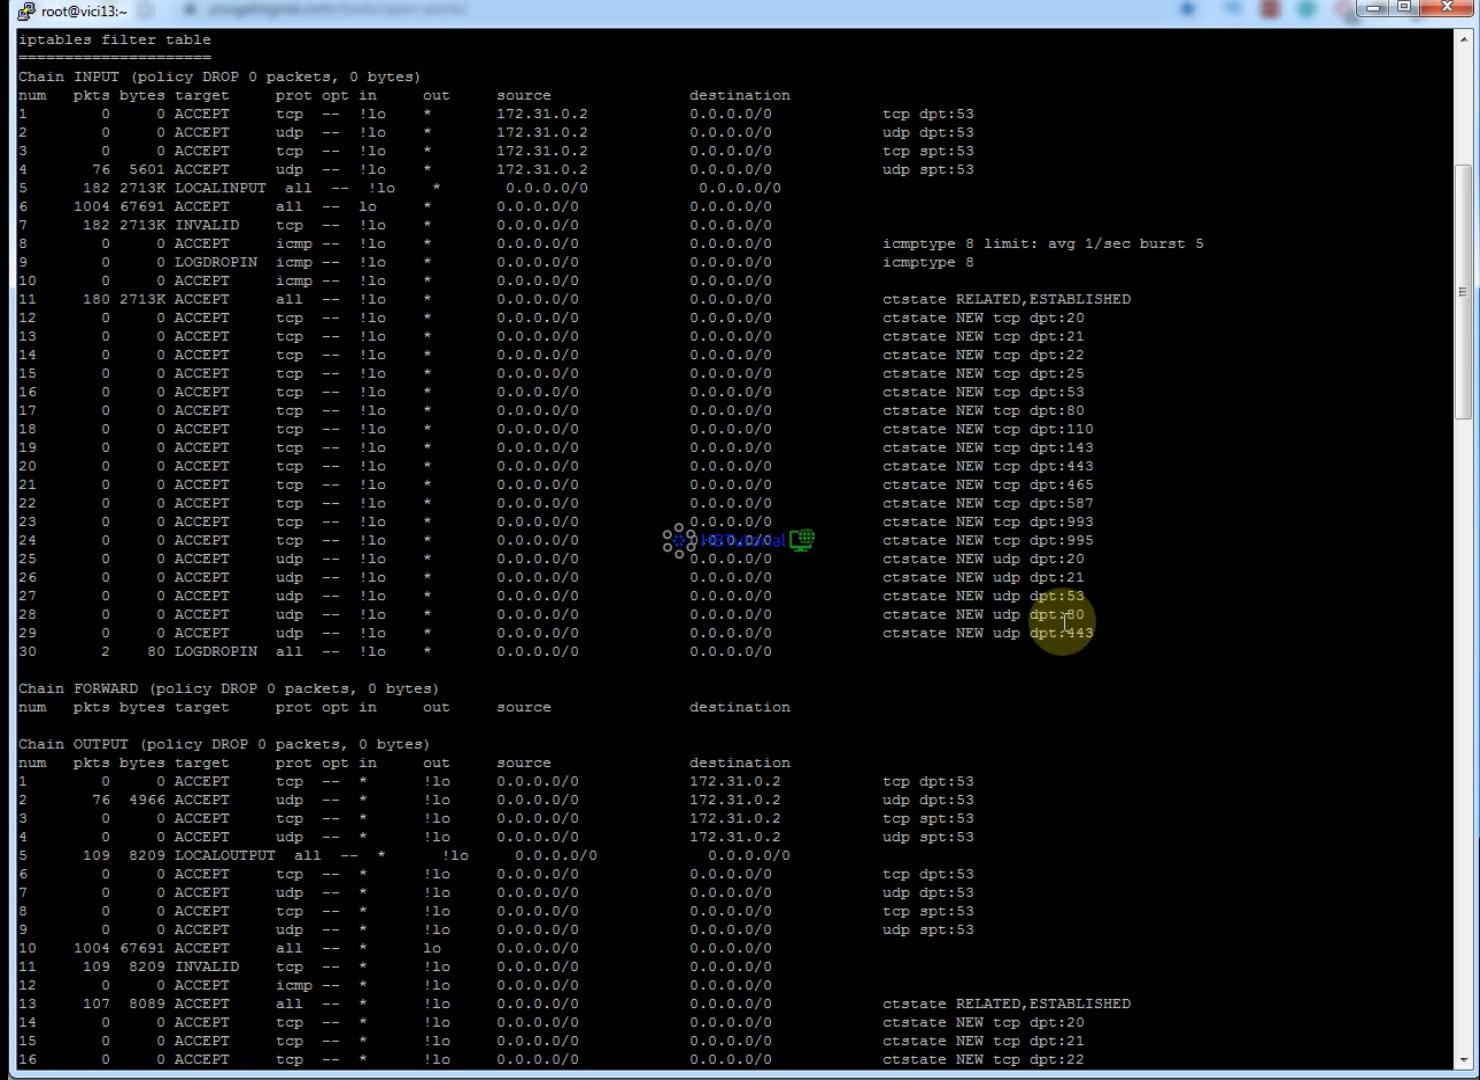 root@vici13:~
iptables filter table
=====================
Chain INPUT (policy DROP 0 packets, 0 bytes)
num pkts bytes target prot opt in out source destination
1 0 0 ACCEPT tcp -- !lo * 172.31.0.2 0.0.0.0/0 tcp dpt:53
2 0 0 ACCEPT udp -- !lo * 172.31.0.2 0.0.0.0/0 udp dpt:53
3 0 0 ACCEPT tcp -- !lo * 172.31.0.2 0.0.0.0/0 tcp spt:53
4 76 5601 ACCEPT udp -- !lo * 172.31.0.2 0.0.0.0/0 udp spt:53
5 182 2713K LOCALINPUT all -- !lo * 0.0.0.0/0 0.0.0.0/0
6 1004 67691 ACCEPT all -- lo * 0.0.0.0/0 0.0.0.0/0
7 182 2713K INVALID tcp -- !lo * 0.0.0.0/0 0.0.0.0/0
8 0 0 ACCEPT icmp -- !lo * 0.0.0.0/0 0.0.0.0/0 icmptype 8 limit: avg 1/sec burst 5
9 0 0 LOGDROPIN icmp -- !lo * 0.0.0.0/0 0.0.0.0/0 icmptype 8
10 0 0 ACCEPT icmp -- !lo * 0.0.0.0/0 0.0.0.0/0
11 180 2713K ACCEPT all -- !lo * 0.0.0.0/0 0.0.0.0/0 ctstate RELATED,ESTABLISHED
12 0 0 ACCEPT tcp -- !lo * 0.0.0.0/0 0.0.0.0/0 ctstate NEW tcp dpt:20
13 0 0 ACCEPT tcp -- !lo * 0.0.0.0/0 0.0.0.0/0 ctstate NEW tcp dpt:21
14 0 0 ACCEPT tcp -- !lo * 0.0.0.0/0 0.0.0.0/0 ctstate NEW tcp dpt:22
15 0 0 ACCEPT tcp -- !lo * 0.0.0.0/0 0.0.0.0/0 ctstate NEW tcp dpt:25
16 0 0 ACCEPT tcp -- !lo * 0.0.0.0/0 0.0.0.0/0 ctstate NEW tcp dpt:53
17 0 0 ACCEPT tcp -- !lo * 0.0.0.0/0 0.0.0.0/0 ctstate NEW tcp dpt:80
18 0 0 ACCEPT tcp -- !lo * 0.0.0.0/0 0.0.0.0/0 ctstate NEW tcp dpt:110
19 0 0 ACCEPT tcp -- !lo * 0.0.0.0/0 0.0.0.0/0 ctstate NEW tcp dpt:143
20 0 0 ACCEPT tcp -- !lo * 0.0.0.0/0 0.0.0.0/0 ctstate NEW tcp dpt:443
21 0 0 ACCEPT tcp -- !lo * 0.0.0.0/0 0.0.0.0/0 ctstate NEW tcp dpt:465
22 0 0 ACCEPT tcp -- !lo * 0.0.0.0/0 0.0.0.0/0 ctstate NEW tcp dpt:587
23 0 0 ACCEPT tcp -- !lo * 0.0.0.0/0 0.0.0.0/0 ctstate NEW tcp dpt:993
24 0 0 ACCEPT tcp -- !lo * 0.0.0.0/0 0.0.0.0/0 ctstate NEW tcp dpt:995
HBTutorial
25 0 0 ACCEPT udp -- !lo * 0.0.0.0/0 0.0.0.0/0 ctstate NEW udp dpt:20
26 0 0 ACCEPT udp -- !lo * 0.0.0.0/0 0.0.0.0/0 ctstate NEW udp dpt:21
27 0 0 ACCEPT udp -- !lo * 0.0.0.0/0 0.0.0.0/0 ctstate NEW udp dpt:53
28 0 0 ACCEPT udp -- !lo * 0.0.0.0/0 0.0.0.0/0 ctstate NEW udp dpt:80
29 0 0 ACCEPT udp -- !lo * 0.0.0.0/0 0.0.0.0/0 ctstate NEW udp dpt:443
30 2 80 LOGDROPIN all -- !lo * 0.0.0.0/0 0.0.0.0/0
Chain FORWARD (policy DROP 0 packets, 0 bytes)
num pkts bytes target prot opt in out source destination
Chain OUTPUT (policy DROP 0 packets, 0 bytes)
num pkts bytes target prot opt in out source destination
1 0 0 ACCEPT tcp -- * !lo 0.0.0.0/0 172.31.0.2 tcp dpt:53
2 76 4966 ACCEPT udp -- * !lo 0.0.0.0/0 172.31.0.2 udp dpt:53
3 0 0 ACCEPT tcp -- * !lo 0.0.0.0/0 172.31.0.2 tcp spt:53
4 0 0 ACCEPT udp -- * !lo 0.0.0.0/0 172.31.0.2 udp spt:53
5 109 8209 LOCALOUTPUT all -- * !lo 0.0.0.0/0 0.0.0.0/0
6 0 0 ACCEPT tcp -- * !lo 0.0.0.0/0 0.0.0.0/0 tcp dpt:53
7 0 0 ACCEPT udp -- * !lo 0.0.0.0/0 0.0.0.0/0 udp dpt:53
8 0 0 ACCEPT tcp -- * !lo 0.0.0.0/0 0.0.0.0/0 tcp spt:53
9 0 0 ACCEPT udp -- * !lo 0.0.0.0/0 0.0.0.0/0 udp spt:53
10 1004 67691 ACCEPT all -- * lo 0.0.0.0/0 0.0.0.0/0
11 109 8209 INVALID tcp -- * !lo 0.0.0.0/0 0.0.0.0/0
12 0 0 ACCEPT icmp -- * !lo 0.0.0.0/0 0.0.0.0/0
13 107 8089 ACCEPT all -- * !lo 0.0.0.0/0 0.0.0.0/0 ctstate RELATED,ESTABLISHED
14 0 0 ACCEPT tcp -- * !lo 0.0.0.0/0 0.0.0.0/0 ctstate NEW tcp dpt:20
15 0 0 ACCEPT tcp -- * !lo 0.0.0.0/0 0.0.0.0/0 ctstate NEW tcp dpt:21
16 0 0 ACCEPT tcp -- * !lo 0.0.0.0/0 0.0.0.0/0 ctstate NEW tcp dpt:22